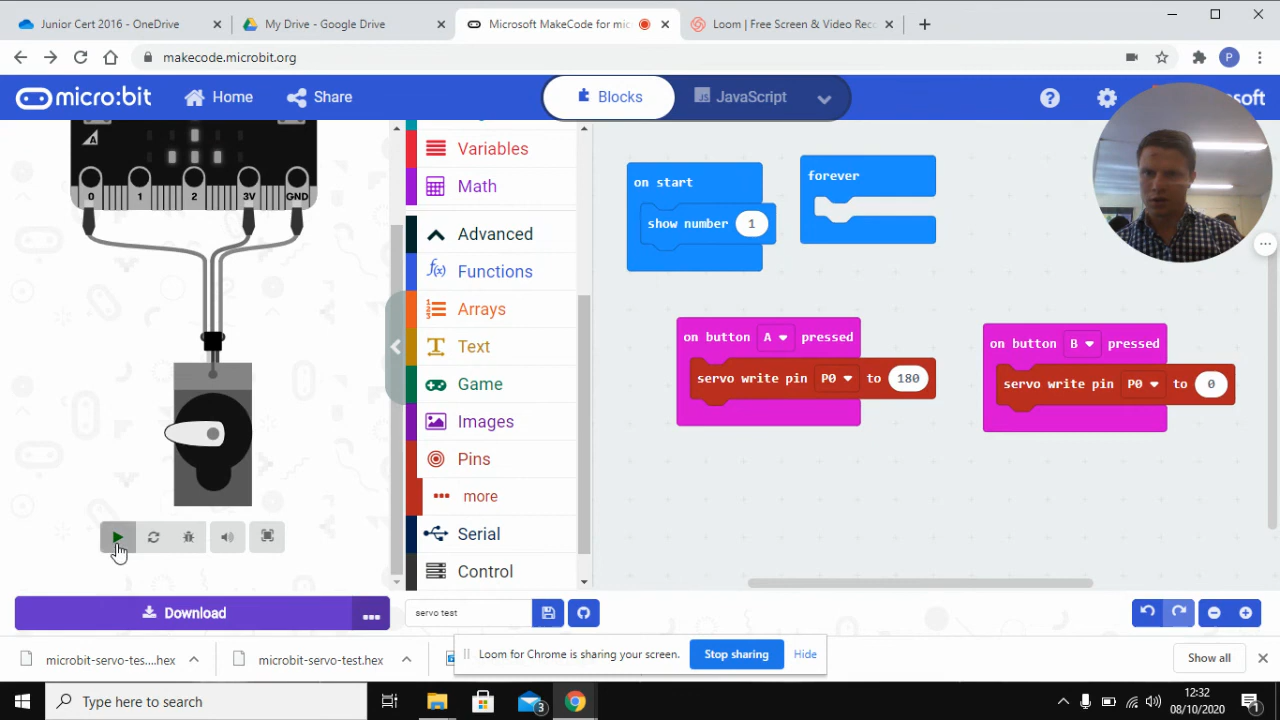 Junior Cert 2016 - OneDrive
My Drive - Google Drive
Microsoft MakeCode for mic
Loom | Free Screen & Video Reco
makecode.microbit.org
P
micro:bit
Home
Share
Blocks
JS JavaScript
?
osoft
A
0 1 2 3V GND
Variables
Math
Advanced
f(x) Functions
Arrays
T Text
Game
Images
Pins
more
Serial
Control
on start
show number 1
forever
on button A pressed
servo write pin P0 to 180
on button B pressed
servo write pin P0 to 0
Download
servo test
microbit-servo-tes....hex
microbit-servo-test.hex
Loom for Chrome is sharing your screen.
Stop sharing
Hide
Show all
Type here to search
3
12:32
08/10/2020
1